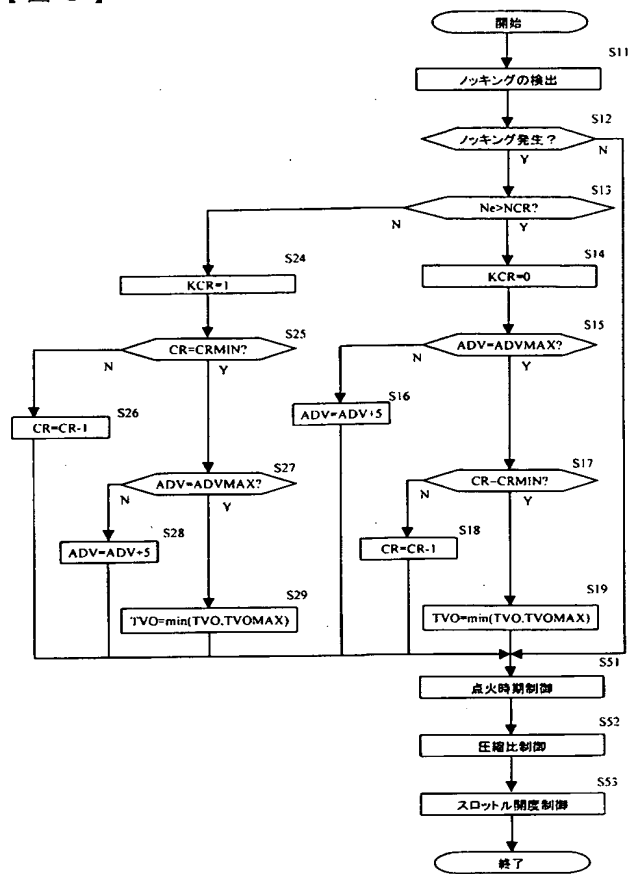 開始
S11
ノッキングの検出
S12
ノッキング発生?
N
Y
S13
Ne>NCR?
N
Y
S24
KCR=1
S14
KCR=0
S25
CR=CRMIN?
N
Y
S15
ADV=ADVMAX?
N
Y
S26
CR=CR-1
S16
ADV=ADV+5
S27
ADV=ADVMAX?
N
Y
S17
CR=CRMIN?
N
Y
S28
ADV=ADV+5
S18
CR=CR-1
S29
TVO=min(TVO,TVOMAX)
S19
TVO=min(TVO,TVOMAX)
S51
点火時期制御
S52
圧縮比制御
S53
スロットル開度制御
終了